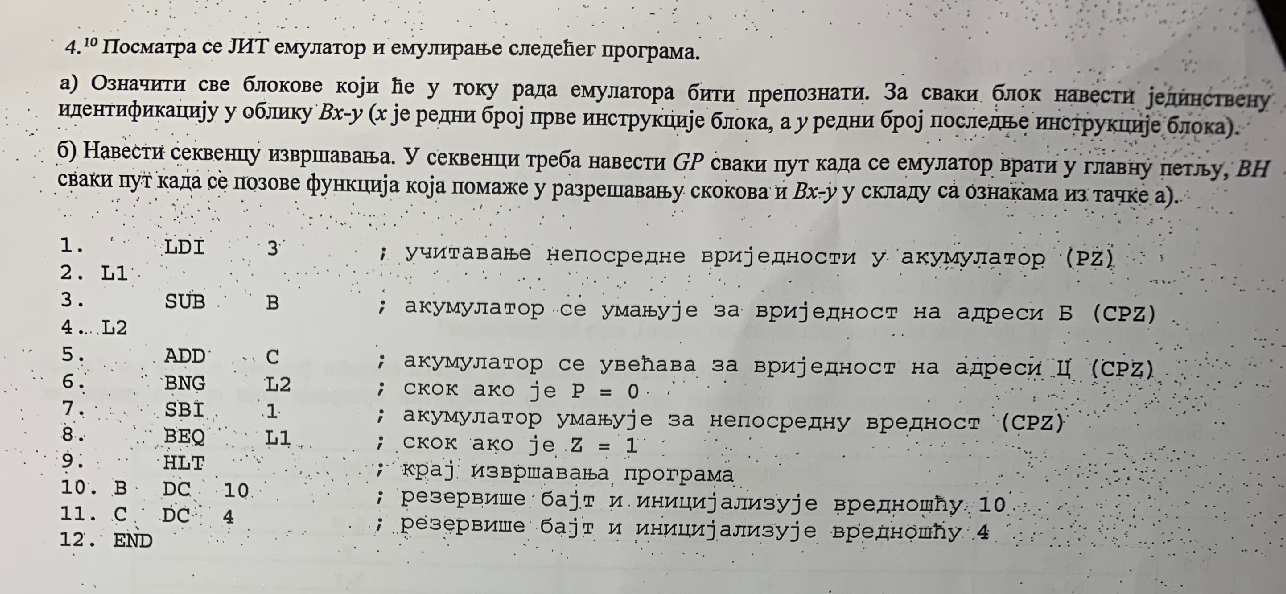 4.¹⁰ Посматра се ЈИТ емулатор и емулирање следећег програма.
а) Означити све блокове који ће у току рада емулатора бити препознати. За сваки блок навести јединствену
идентификацију у облику Bx-y (x је редни број прве инструкције блока, а y редни број последње инструкције блока).
б) Навести секвенцу извршавања. У секвенци треба навести GP сваки пут када се емулатор врати у главну петљу, BH
сваки пут када се позове функција која помаже у разрешавању скокова и Bx-y у складу са ознакама из тачке а).
1. LDI 3 ; учитавање непосредне вриједности у акумулатор (PZ)
2. L1
3. SUB B ; акумулатор се умањује за вриједност на адреси Б (CPZ)
4. L2
5. ADD C ; акумулатор се увећава за вриједност на адреси Ц (CPZ)
6. BNG L2 ; скок ако је P = 0
7. SBI 1 ; акумулатор умањује за непосредну вредност (CPZ)
8. BEQ L1 ; скок ако је Z = 1
9. HLT ; крај извршавања програма
10. B DC 10 ; резервише бајт и иницијализује вредношћу 10
11. C DC 4 ; резервише бајт и иницијализује вредношћу 4
12. END